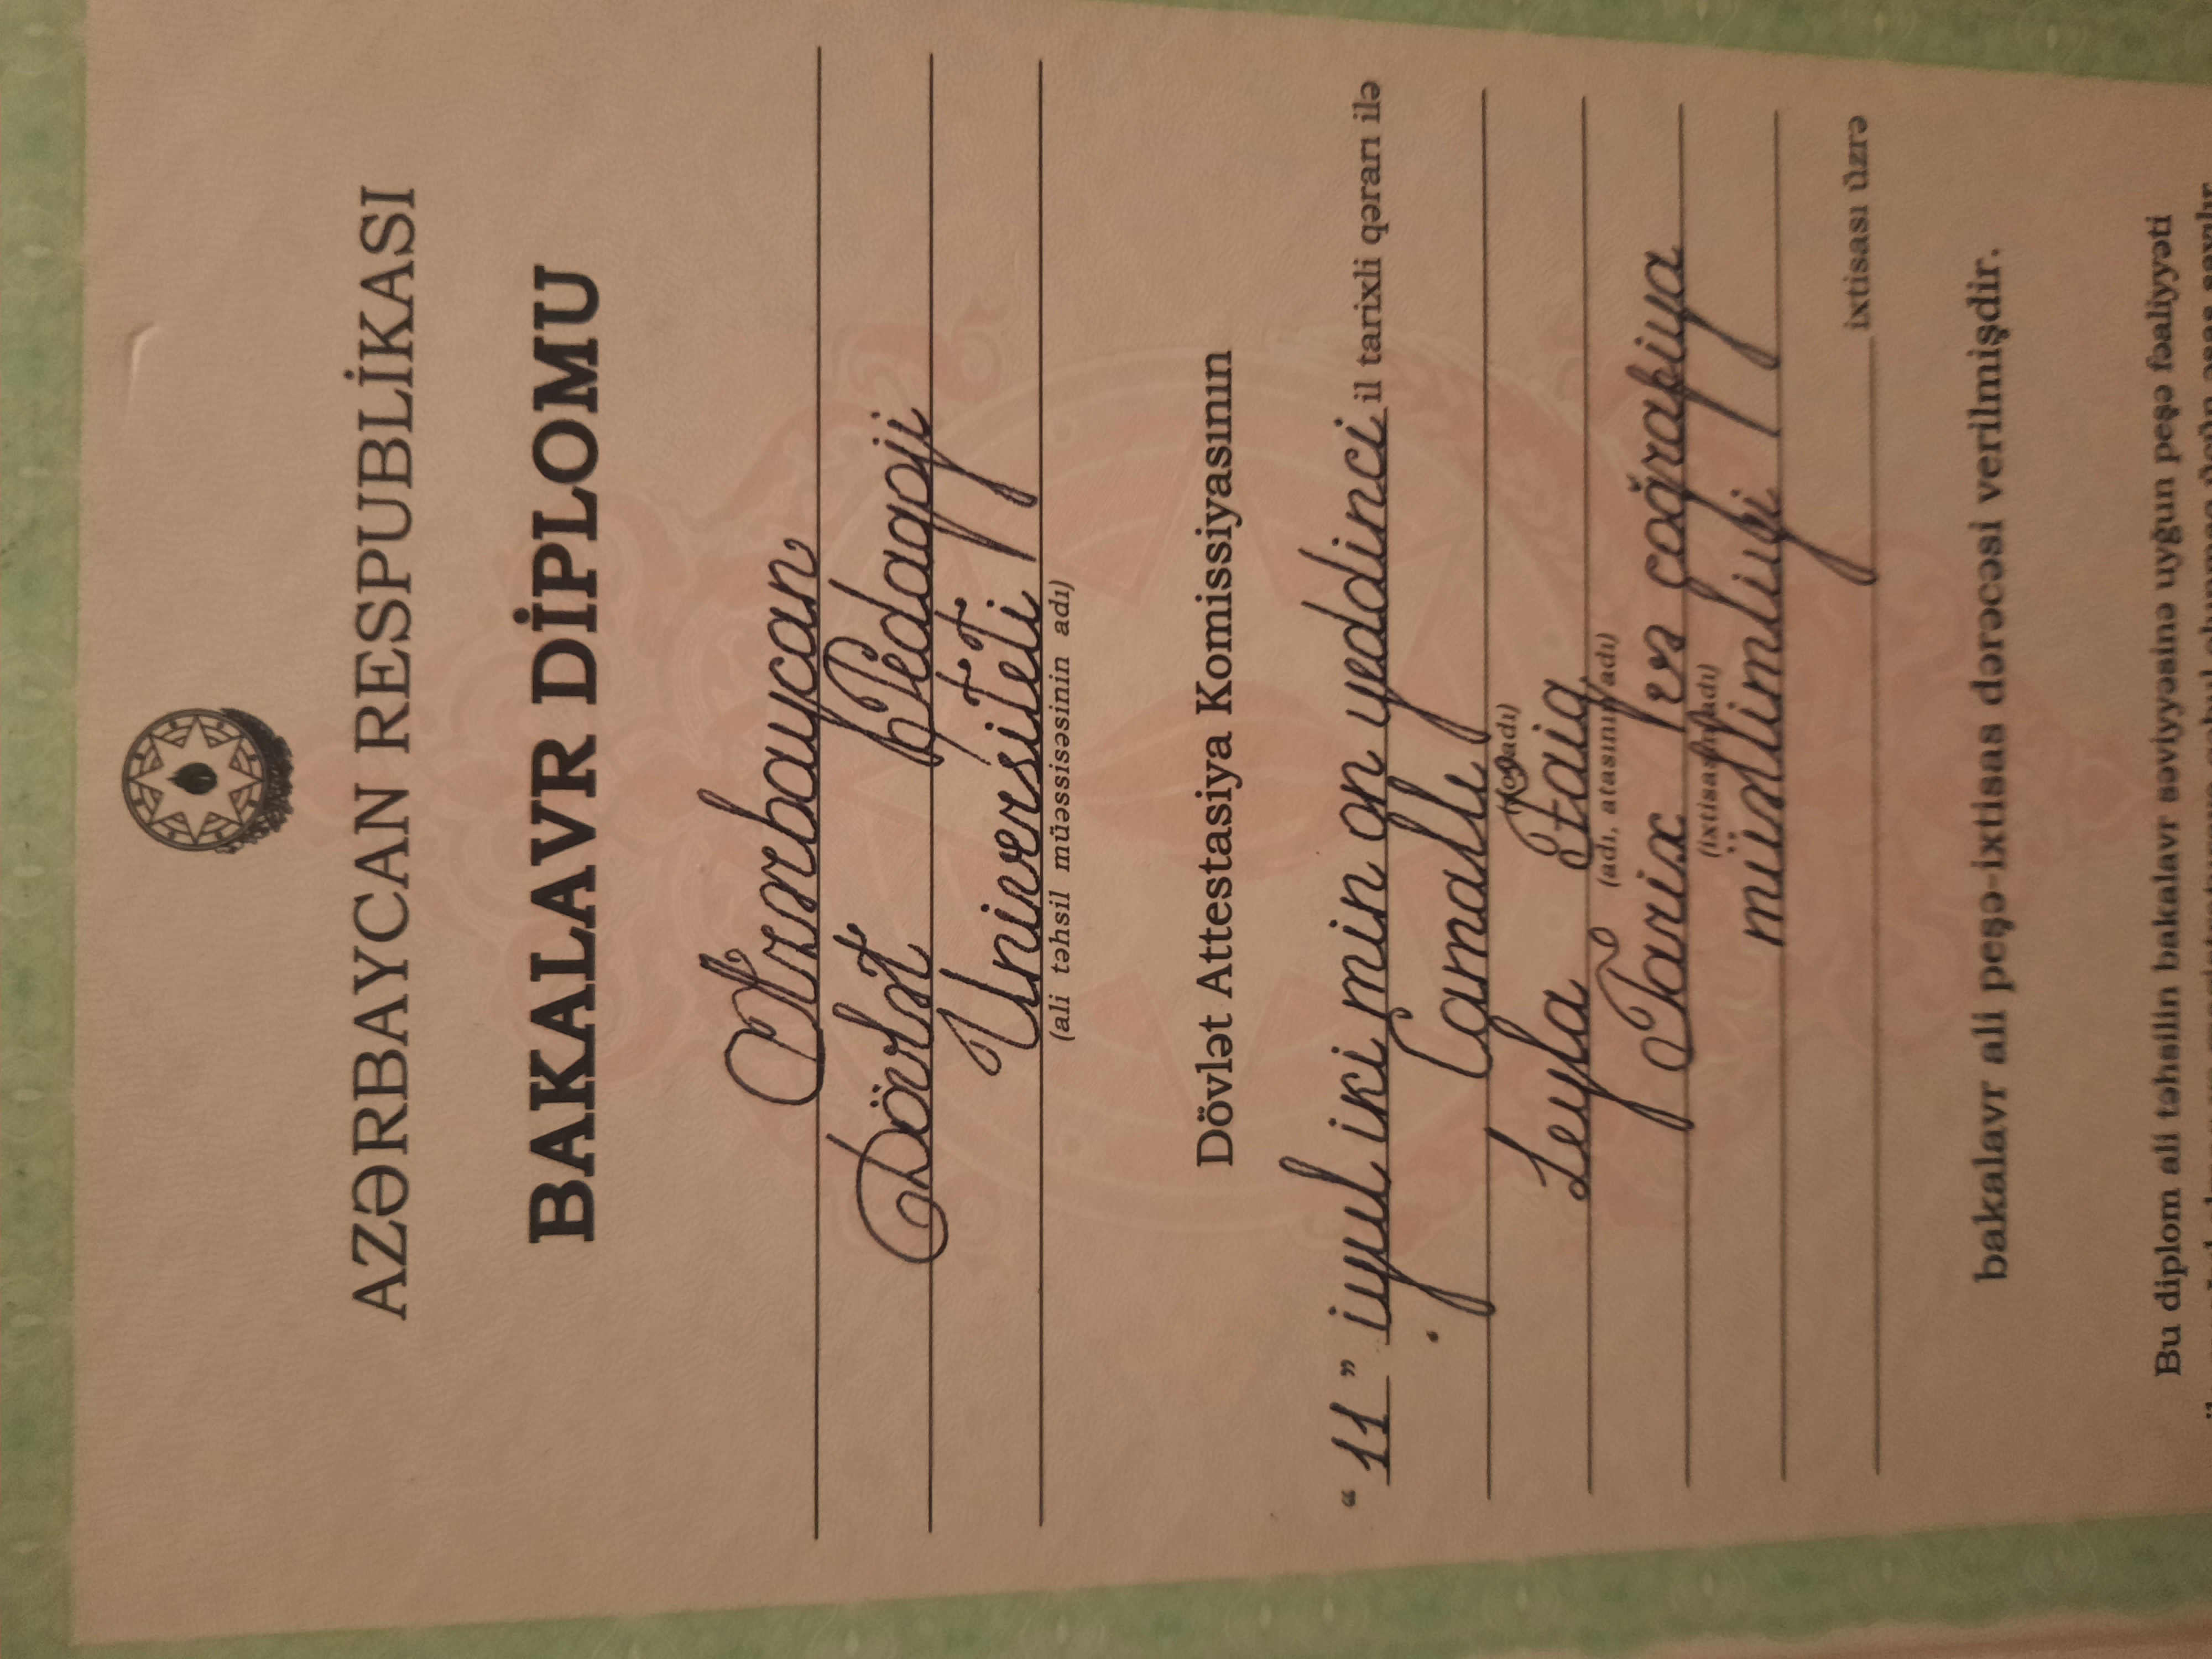 AZƏRBAYCAN RESPUBLİKASI
BAKALAVR DİPLOMU
Azərbaycan
Dövlət Pedaqoji
Universiteti
(ali təhsil müəssisəsinin adı)
Dövlət Attestasiya Komissiyasının
“11” iyul iki min on yeddinci il tarixli qərarı ilə
Camallı
(soyadı)
Leyla Faiq
(adı, atasının adı)
Tarix və coğrafiya
(ixtisasın adı)
müəllimliyi
ixtisası üzrə
bakalavr ali peşə-ixtisas dərəcəsi verilmişdir.
Bu diplom ali təhsilin bakalavr səviyyəsinə uyğun peşə fəaliyyəti